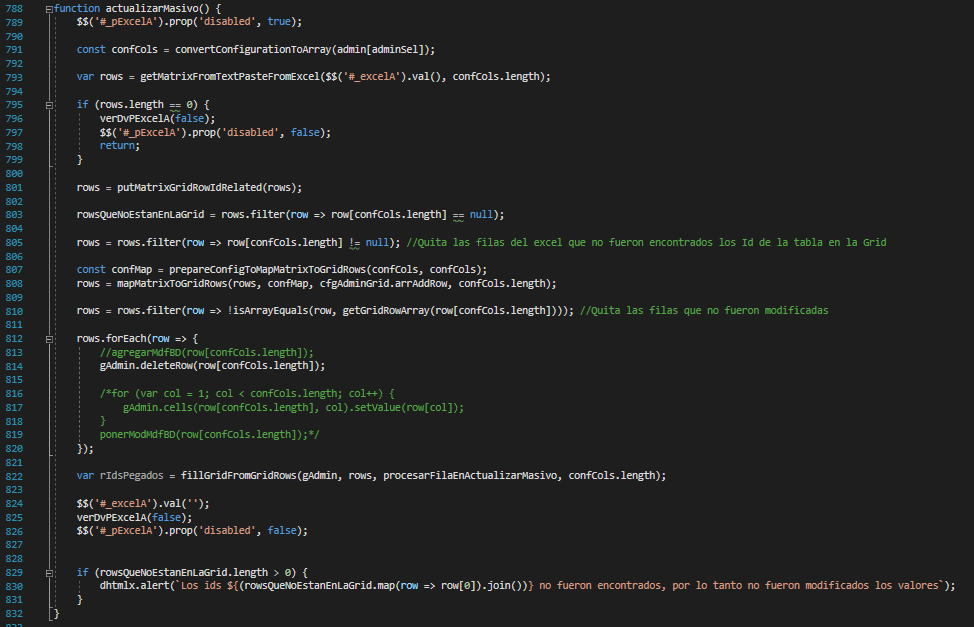 788 function actualizarMasivo() {
789 $$('#_pExcelA').prop('disabled', true);
790
791 const confCols = convertConfigurationToArray(admin[adminSel]);
792
793 var rows = getMatrixFromTextPasteFromExcel($$('#_excelA').val(), confCols.length);
794
795 if (rows.length == 0) {
796 verDvPExcelA(false);
797 $$('#_pExcelA').prop('disabled', false);
798 return;
799 }
800
801 rows = putMatrixGridRowIdRelated(rows);
802
803 rowsQueNoEstanEnLaGrid = rows.filter(row => row[confCols.length] == null);
804
805 rows = rows.filter(row => row[confCols.length] != null); //Quita las filas del excel que no fueron encontrados los Id de la tabla en la Grid
806
807 const confMap = prepareConfigToMapMatrixToGridRows(confCols, confCols);
808 rows = mapMatrixToGridRows(rows, confMap, cfgAdminGrid.arrAddRow, confCols.length);
809
810 rows = rows.filter(row => !isArrayEquals(row, getGridRowArray(row[confCols.length]))); //Quita las filas que no fueron modificadas
811
812 rows.forEach(row => {
813 //agregarMdfBD(row[confCols.length]);
814 gAdmin.deleteRow(row[confCols.length]);
815
816 /*for (var col = 1; col < confCols.length; col++) {
817 gAdmin.cells(row[confCols.length], col).setValue(row[col]);
818 }
819 ponerModMdfBD(row[confCols.length]);*/
820 });
821
822 var rIdsPegados = fillGridFromGridRows(gAdmin, rows, procesarFilaEnActualizarMasivo, confCols.length);
823
824 $$('#_excelA').val('');
825 verDvPExcelA(false);
826 $$('#_pExcelA').prop('disabled', false);
827
828
829 if (rowsQueNoEstanEnLaGrid.length > 0) {
830 dhtmlx.alert(`Los ids ${(rowsQueNoEstanEnLaGrid.map(row => row[0]).join())} no fueron encontrados, por lo tanto no fueron modificados los valores`);
831 }
832 }